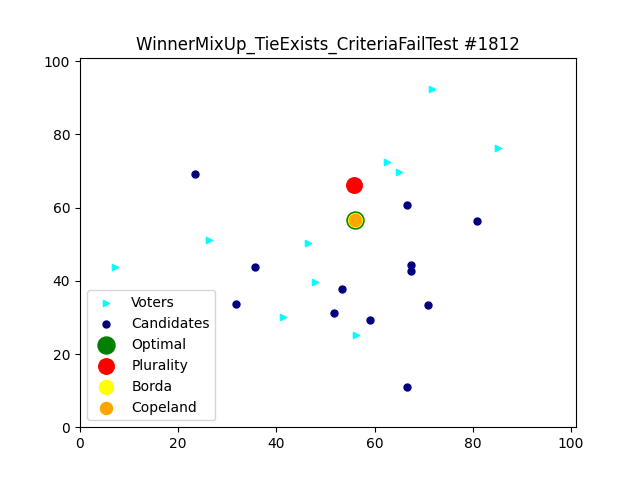 WinnerMixUp_TieExists_CriteriaFailTest #1812
100
80
60
40
20
0
Voters
Candidates
Optimal
Plurality
Borda
Copeland
0 20 40 60 80 100